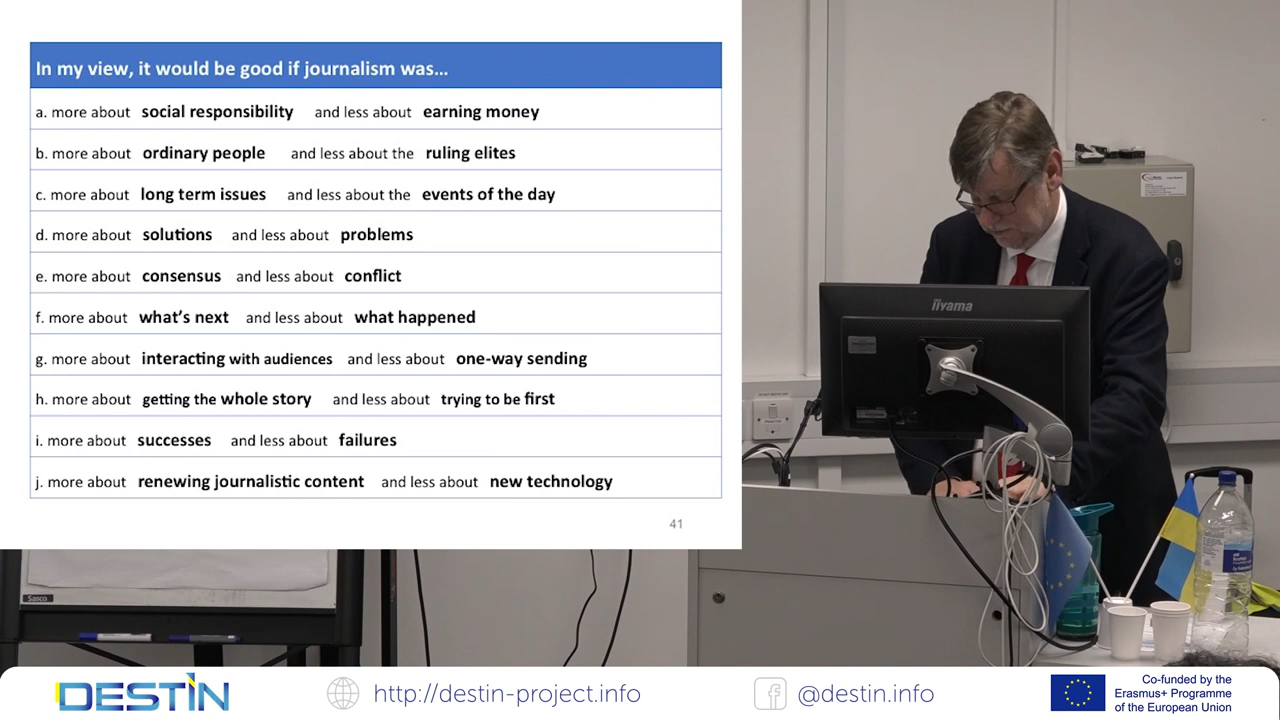 In my view, it would be good if journalism was...
a. more about social responsibility and less about earning money
b. more about ordinary people and less about the ruling elites
c. more about long term issues and less about the events of the day
d. more about solutions and less about problems
e. more about consensus and less about conflict
f. more about what's next and less about what happened
g. more about interacting with audiences and less about one-way sending
h. more about getting the whole story and less about trying to be first
i. more about successes and less about failures
j. more about renewing journalistic content and less about new technology
41
iiyama
Sasco
DESTIN
http://destin-project.info
@destin.info
Co-funded by the
Erasmus+ Programme
of the European Union